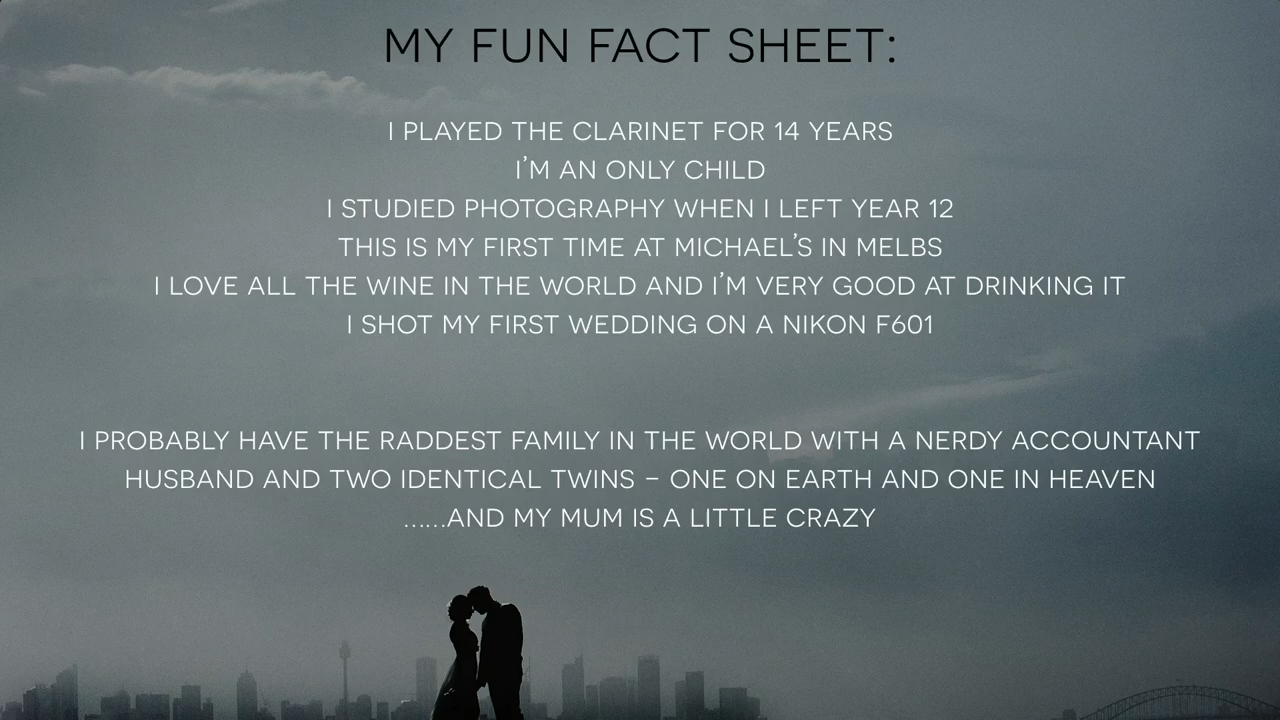 MY FUN FACT SHEET:
I PLAYED THE CLARINET FOR 14 YEARS
I'M AN ONLY CHILD
I STUDIED PHOTOGRAPHY WHEN I LEFT YEAR 12
THIS IS MY FIRST TIME AT MICHAEL'S IN MELBS
I LOVE ALL THE WINE IN THE WORLD AND I'M VERY GOOD AT DRINKING IT
I SHOT MY FIRST WEDDING ON A NIKON F601
I PROBABLY HAVE THE RADDEST FAMILY IN THE WORLD WITH A NERDY ACCOUNTANT
HUSBAND AND TWO IDENTICAL TWINS – ONE ON EARTH AND ONE IN HEAVEN
......AND MY MUM IS A LITTLE CRAZY